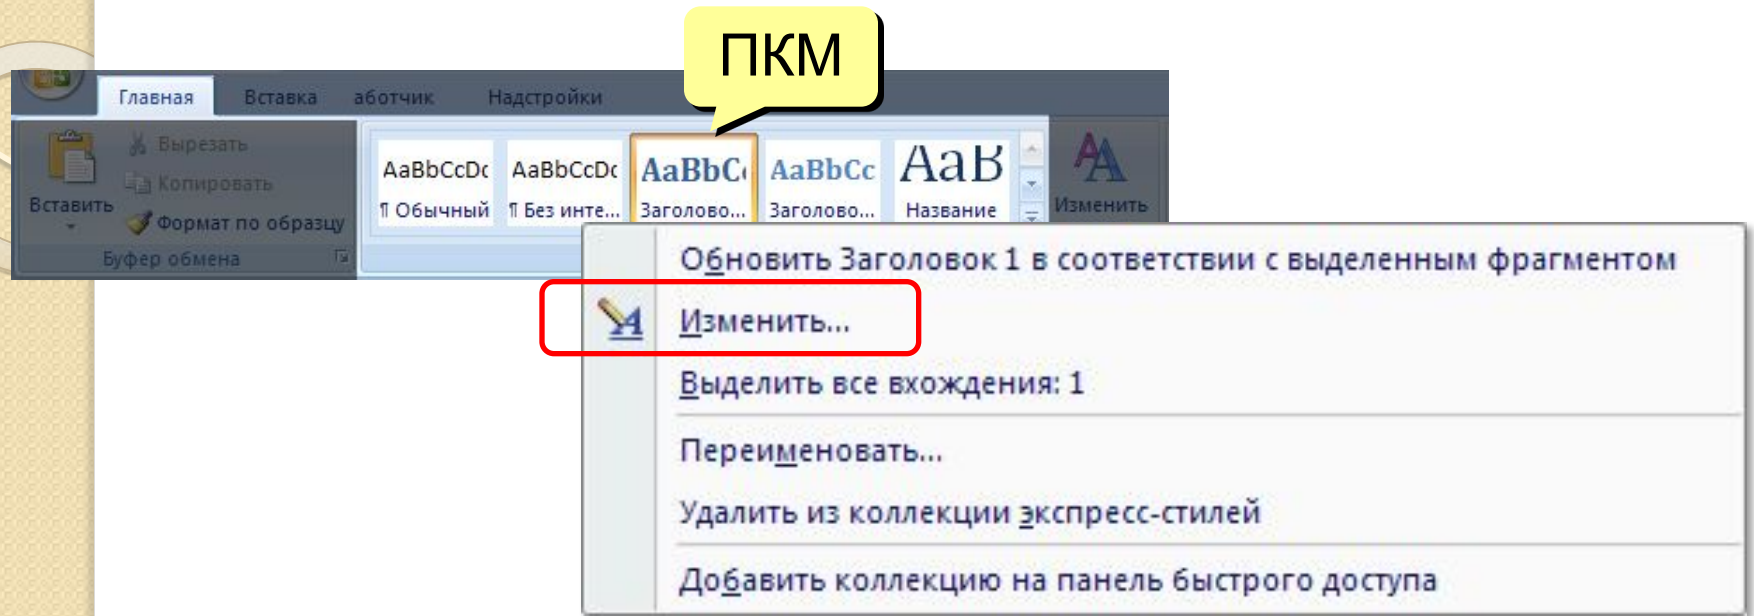 ПКМ
Главная Вставка аботчик Надстройки
Вырезать
Копировать
Вставить
Формат по образцу
Буфер обмена
AaBbCcDc AaBbCcDc AaBbC AaBbCc АаВ
¶ Обычный ¶ Без инте... Заголово... Заголово... Название
Изменить
Обновить Заголовок 1 в соответствии с выделенным фрагментом
Изменить...
Выделить все вхождения: 1
Переименовать...
Удалить из коллекции экспресс-стилей
Добавить коллекцию на панель быстрого доступа